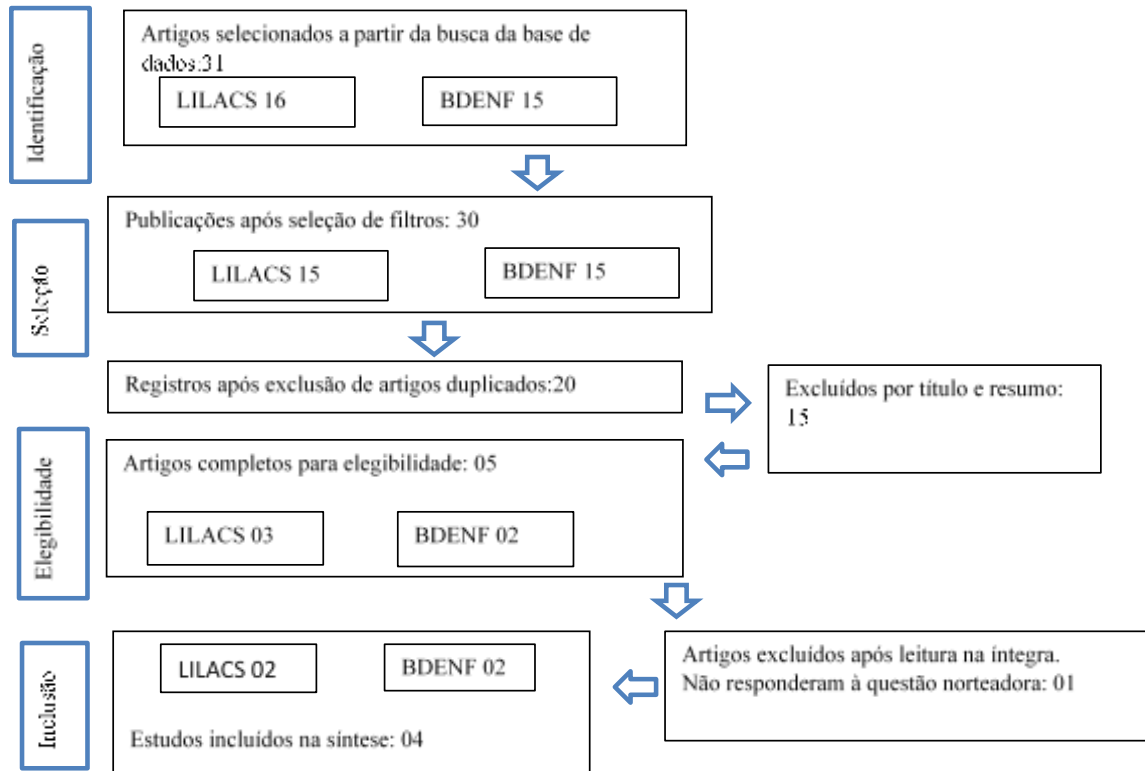 Identificação
Artigos selecionados a partir da busca da base de
dados:31
LILACS 16
BDENF 15
Seleção
Publicações após seleção de filtros: 30
LILACS 15
BDENF 15
Registros após exclusão de artigos duplicados:20
Excluídos por título e resumo:
15
Elegibilidade
Artigos completos para elegibilidade: 05
LILACS 03
BDENF 02
Artigos excluídos após leitura na íntegra.
Não responderam à questão norteadora: 01
Inclusão
LILACS 02
BDENF 02
Estudos incluídos na síntese: 04